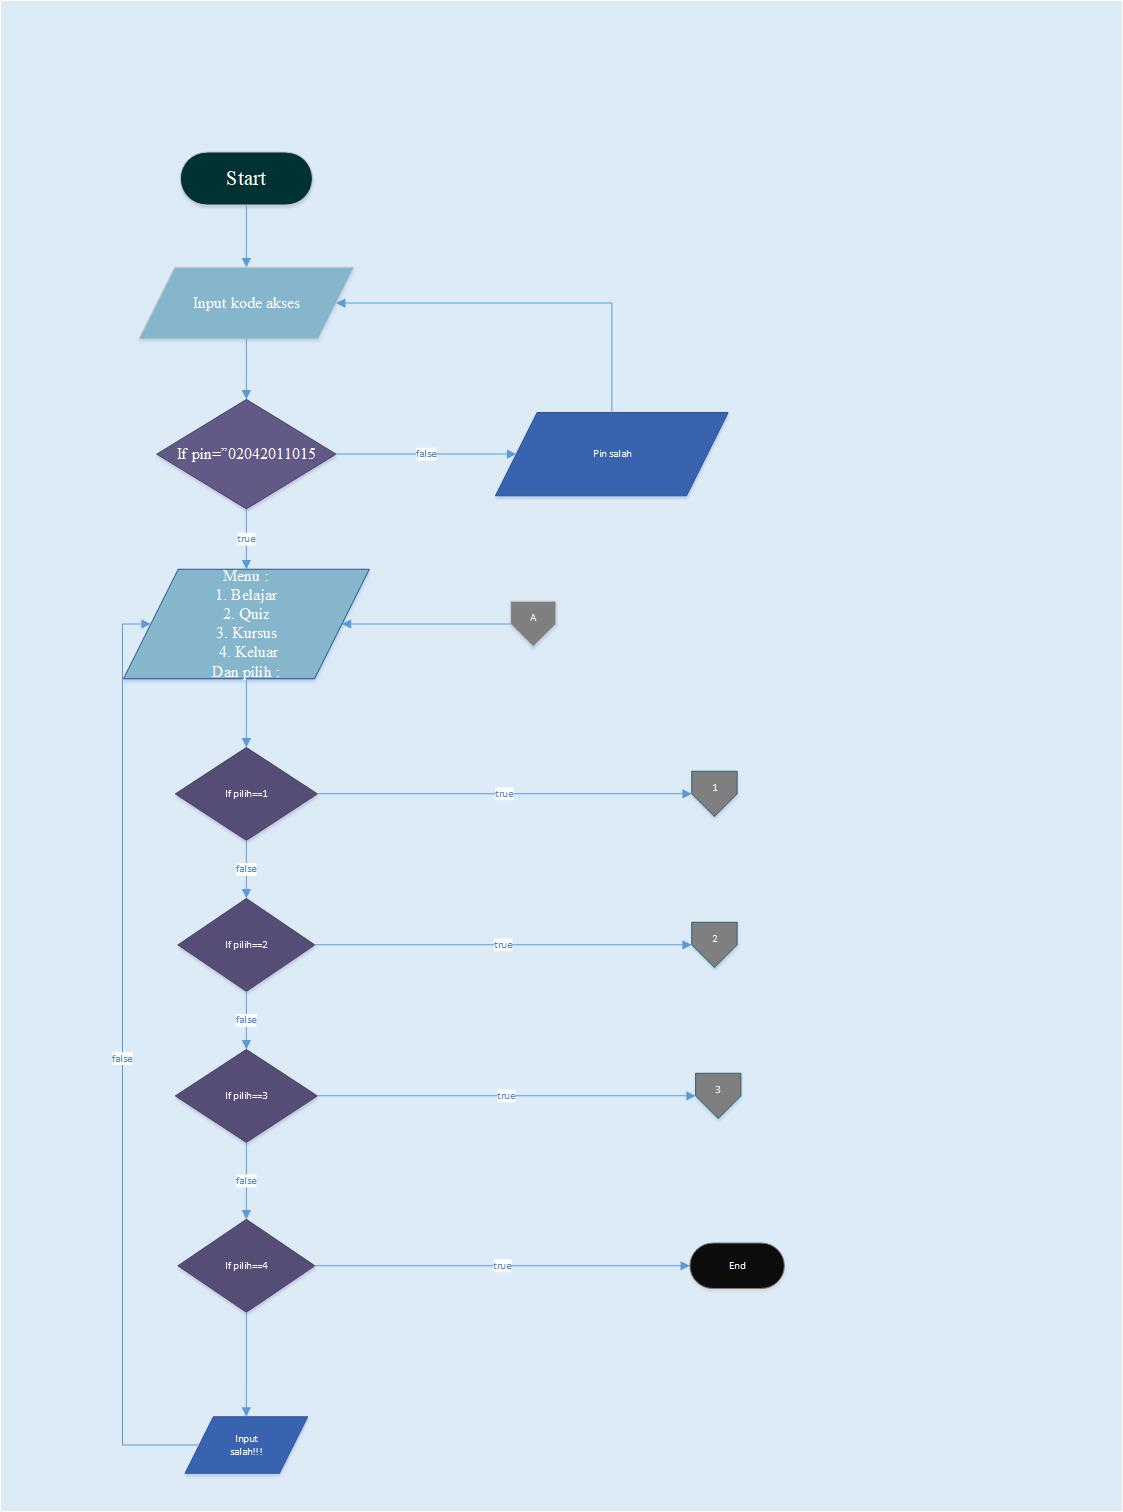 Start
Input kode akses
If pin=”02042011015
false
Pin salah
true
Menu :
1. Belajar
2. Quiz
3. Kursus
4. Keluar
Dan pilih :
A
If pilih==1
true
1
false
If pilih==2
true
2
false
false
If pilih==3
true
3
false
If pilih==4
true
End
Input
salah!!!